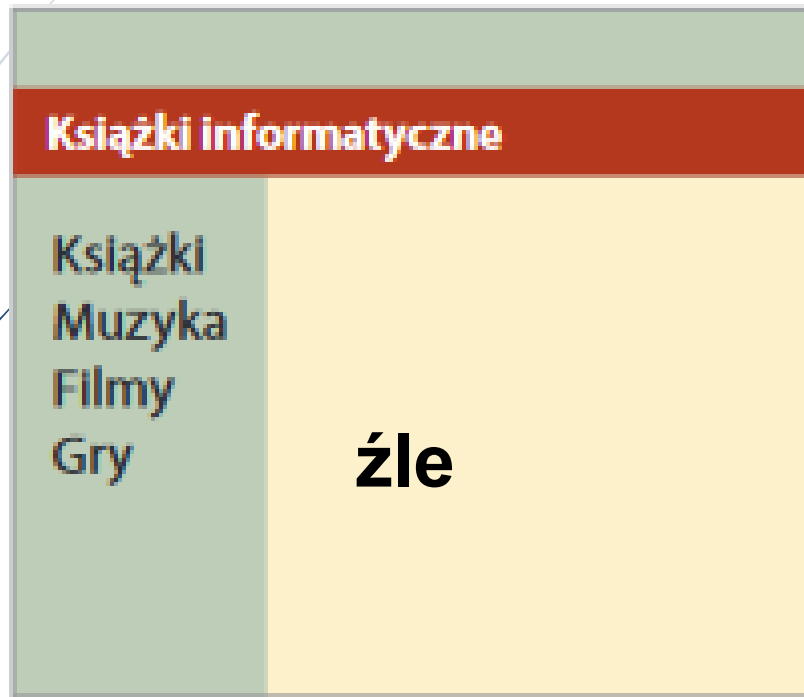 Książki informatyczne
Książki
Muzyka
Filmy
Gry
źle